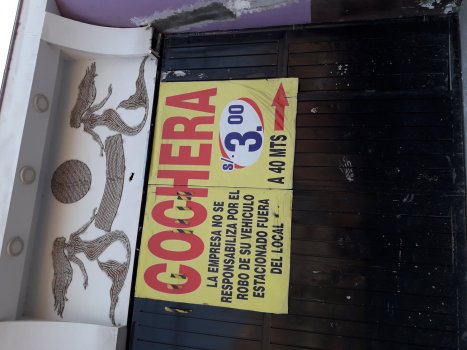 COCHERA
S/. 3.00
A 40 MTS
LA EMPRESA NO SE
RESPONSABILIZA POR EL
ROBO DE SU VEHICULO
ESTACIONADO FUERA
DEL LOCAL